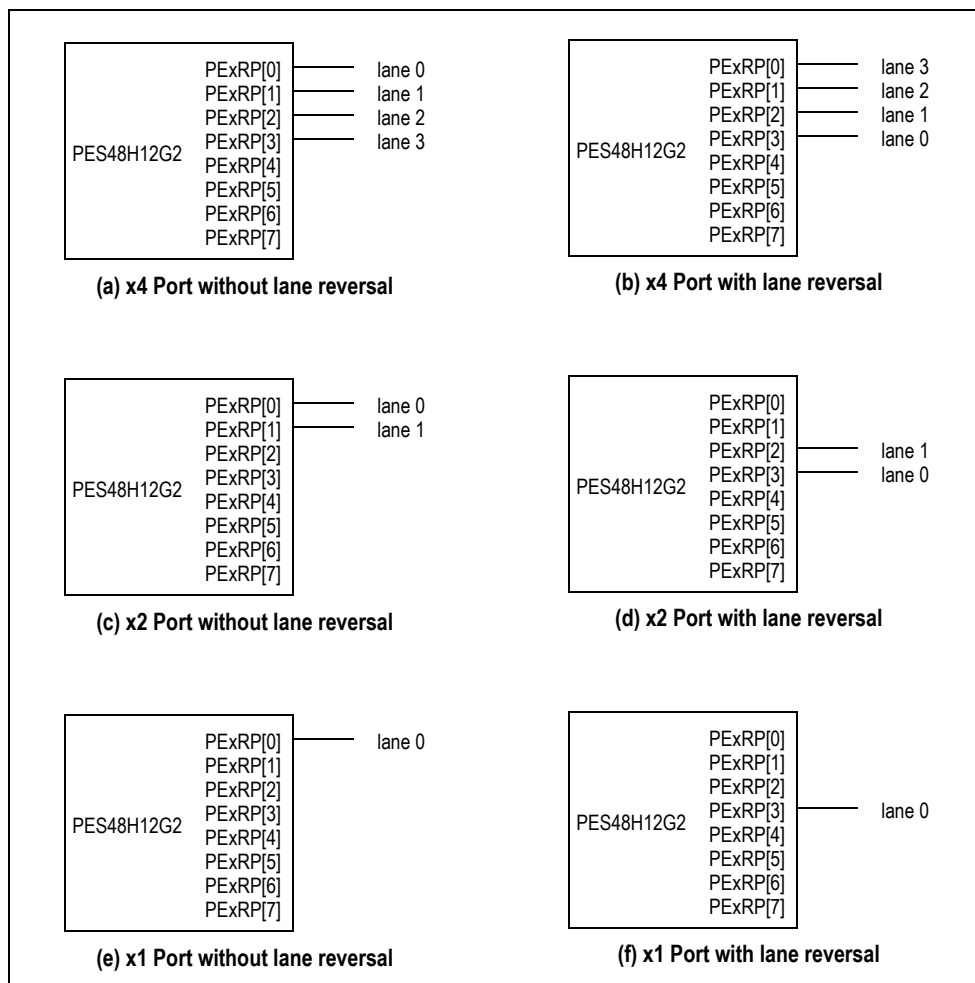 PES48H12G2
PExRP[0] lane 0
PExRP[1] lane 1
PExRP[2] lane 2
PExRP[3] lane 3
PExRP[4]
PExRP[5]
PExRP[6]
PExRP[7]
(a) x4 Port without lane reversal
PES48H12G2
PExRP[0] lane 3
PExRP[1] lane 2
PExRP[2] lane 1
PExRP[3] lane 0
PExRP[4]
PExRP[5]
PExRP[6]
PExRP[7]
(b) x4 Port with lane reversal
PES48H12G2
PExRP[0] lane 0
PExRP[1] lane 1
PExRP[2]
PExRP[3]
PExRP[4]
PExRP[5]
PExRP[6]
PExRP[7]
(c) x2 Port without lane reversal
PES48H12G2
PExRP[0]
PExRP[1]
PExRP[2] lane 1
PExRP[3] lane 0
PExRP[4]
PExRP[5]
PExRP[6]
PExRP[7]
(d) x2 Port with lane reversal
PES48H12G2
PExRP[0] lane 0
PExRP[1]
PExRP[2]
PExRP[3]
PExRP[4]
PExRP[5]
PExRP[6]
PExRP[7]
(e) x1 Port without lane reversal
PES48H12G2
PExRP[0]
PExRP[1]
PExRP[2]
PExRP[3] lane 0
PExRP[4]
PExRP[5]
PExRP[6]
PExRP[7]
(f) x1 Port with lane reversal